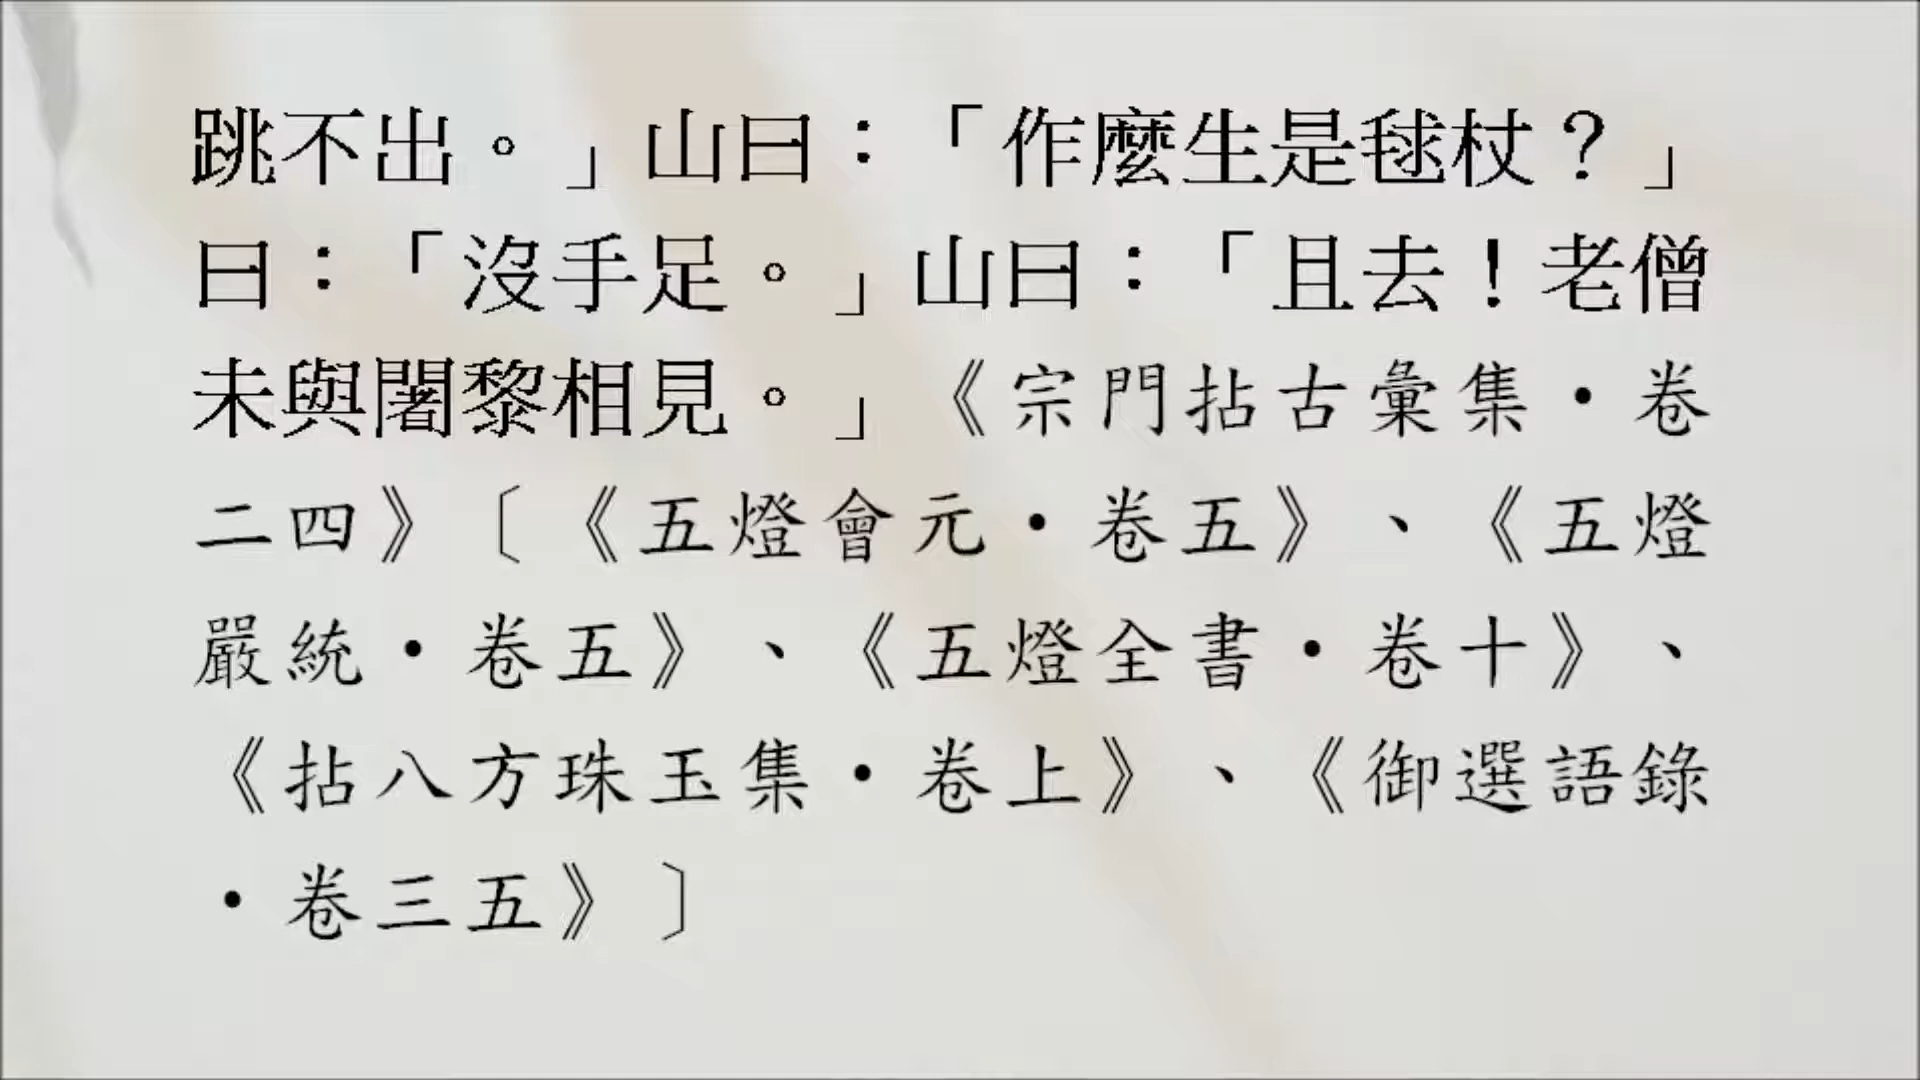 跳不出。」山曰：「作麼生是毬杖？」
曰：「沒手足。」山曰：「且去！老僧
未與闍黎相見。」《宗門拈古彙集·卷
二四》〔《五燈會元·卷五》、《五燈
嚴統·卷五》、《五燈全書·卷十》、
《拈八方珠玉集·卷上》、《御選語錄
·卷三五》〕